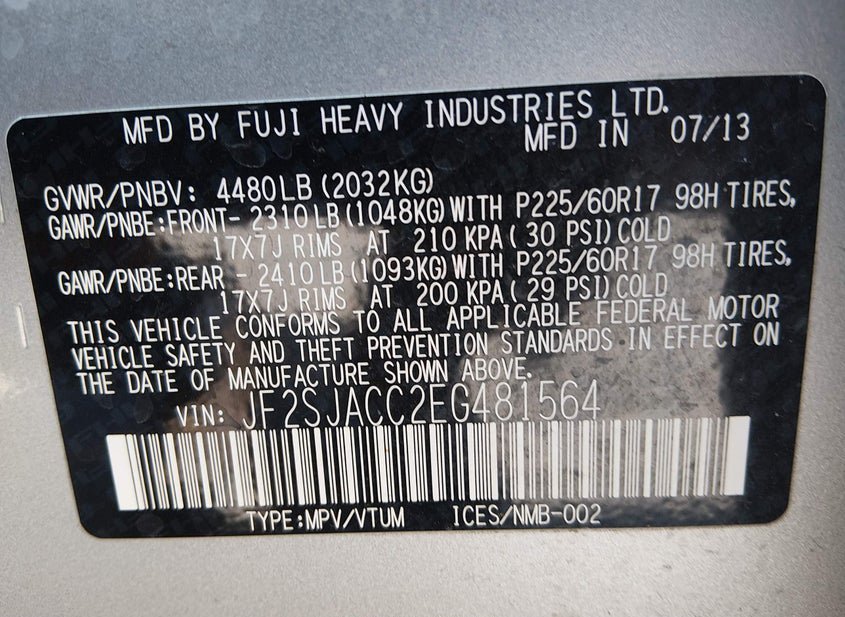 MFD BY FUJI HEAVY INDUSTRIES LTD.
MFD IN 07/13
GVWR/PNBV: 4480LB (2032KG)
GAWR/PNBE:FRONT- 2310LB(1048KG)WITH P225/60R17 98H TIRES,
17X7J RIMS AT 210 KPA( 30 PSI)COLD
GAWR/PNBE:REAR - 2410LB(1093KG)WITH P225/60R17 98H TIRES,
17X7J RIMS AT 200 KPA( 29 PSI)COLD
THIS VEHICLE CONFORMS TO ALL APPLICABLE FEDERAL MOTOR
VEHICLE SAFETY AND THEFT PREVENTION STANDARDS IN EFFECT ON
THE DATE OF MANUFACTURE SHOWN ABOVE.
VIN: JF2SJACC2EG481564
TYPE:MPV/VTUM ICES/NMB-002